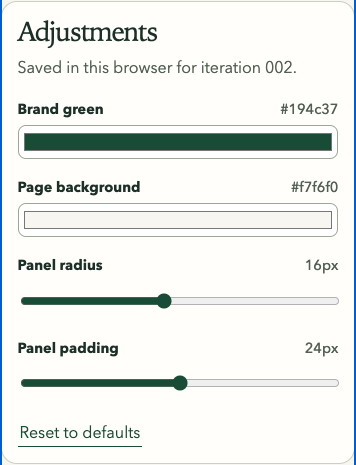 Adjustments
Saved in this browser for iteration 002.
Brand green #194c37
Page background #f7f6f0
Panel radius 16px
Panel padding 24px
Reset to defaults